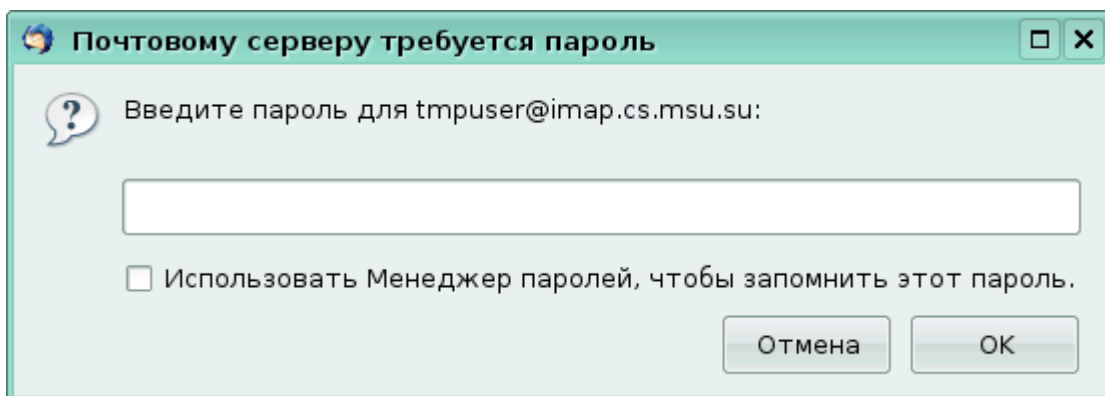 Почтовому серверу требуется пароль
Введите пароль для tmpuser@imap.cs.msu.su:
Использовать Менеджер паролей, чтобы запомнить этот пароль.
Отмена OK